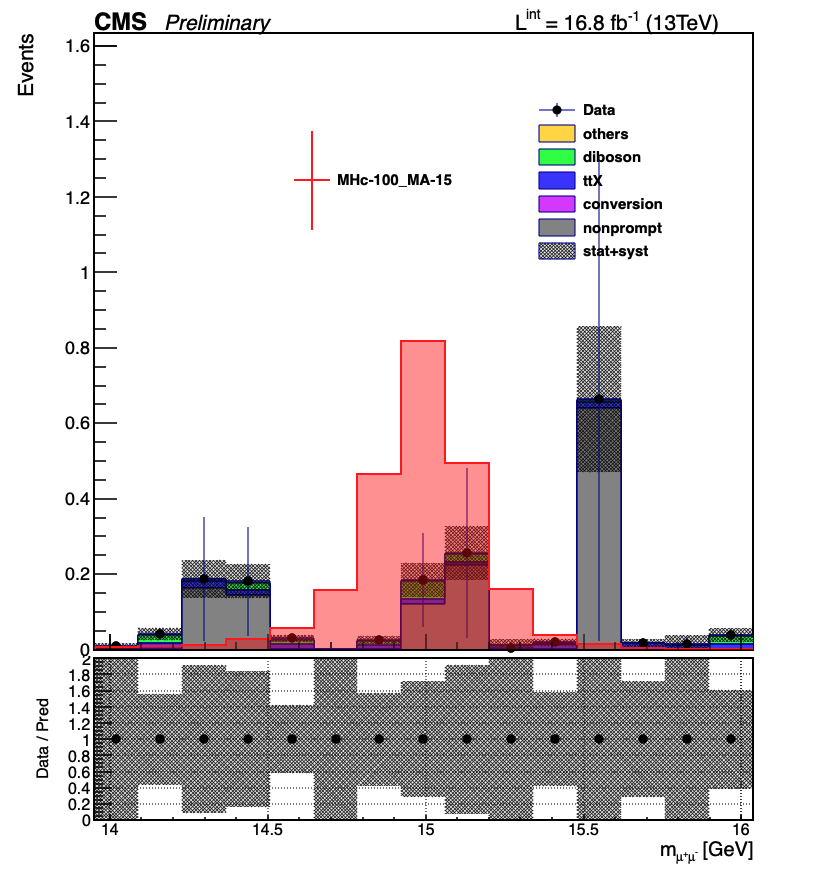 CMS Preliminary L^int = 16.8 fb^-1 (13TeV)
Events
1.6
1.4
1.2
1
0.8
0.6
0.4
0.2
0
MHc-100_MA-15
Data
others
diboson
ttX
conversion
nonprompt
stat+syst
Data / Pred
2
1.8
1.6
1.4
1.2
1
0.8
0.6
0.4
0.2
0
14 14.5 15 15.5 16
m_μ+μ- [GeV]